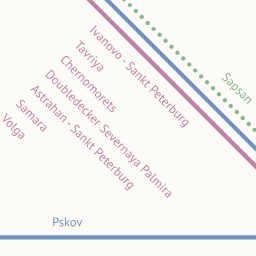 Ivanovo - Sankt Peterburg
Tavriya
Chernomorets
Doubledecker Severnaya Palmira
Astrahan - Sankt Peterburg
Samara
Volga
Sapsan
Pskov